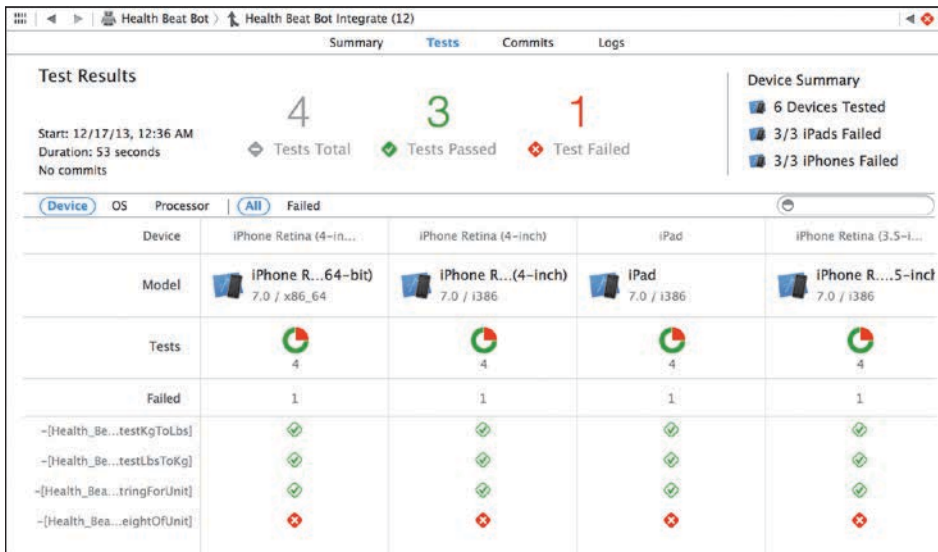 Health Beat Bot › Health Beat Bot Integrate (12)
Summary Tests Commits Logs
Test Results
Start: 12/17/13, 12:36 AM
Duration: 53 seconds
No commits
4
Tests Total
3
Tests Passed
1
Test Failed
Device Summary
6 Devices Tested
3/3 iPads Failed
3/3 iPhones Failed
Device OS Processor | All Failed
Device iPhone Retina (4-in... iPhone Retina (4-inch) iPad iPhone Retina (3.5-i...
Model iPhone R...64-bit) iPhone R...(4-inch) iPad iPhone R....5-inch
7.0 / x86_64 7.0 / i386 7.0 / i386 7.0 / i386
Tests 4 4 4 4
Failed 1 1 1 1
-[Health_Be...testKgToLbs]
-[Health_Be...testLbsToKg]
-[Health_Bea...tringForUnit]
-[Health_Bea...eightOfUnit]